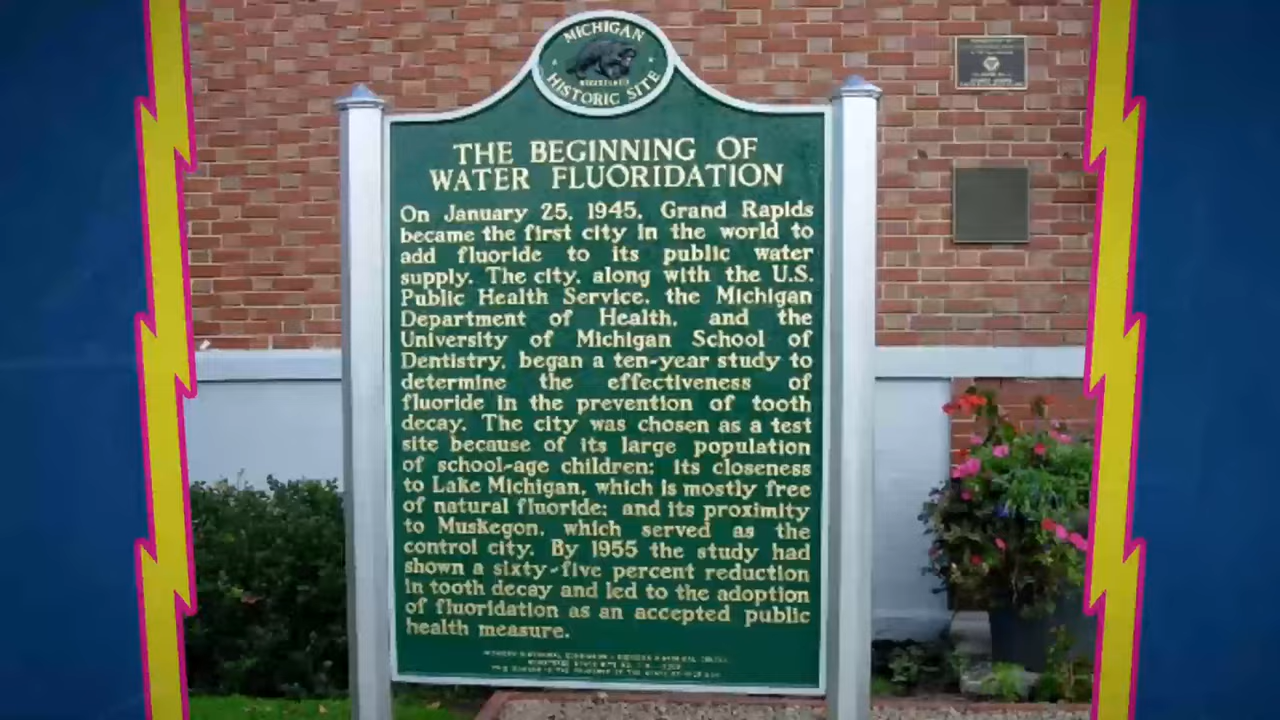 MICHIGAN
REGISTERED
HISTORIC SITE
THE BEGINNING OF
WATER FLUORIDATION
On January 25, 1945, Grand Rapids
became the first city in the world to
add fluoride to its public water
supply. The city, along with the U.S.
Public Health Service, the Michigan
Department of Health, and the
University of Michigan School of
Dentistry, began a ten-year study to
determine the effectiveness of
fluoride in the prevention of tooth
decay. The city was chosen as a test
site because of its large population
of school-age children; its closeness
to Lake Michigan, which is mostly free
of natural fluoride; and its proximity
to Muskegon, which served as the
control city. By 1955 the study had
shown a sixty-five percent reduction
in tooth decay and led to the adoption
of fluoridation as an accepted public
health measure.